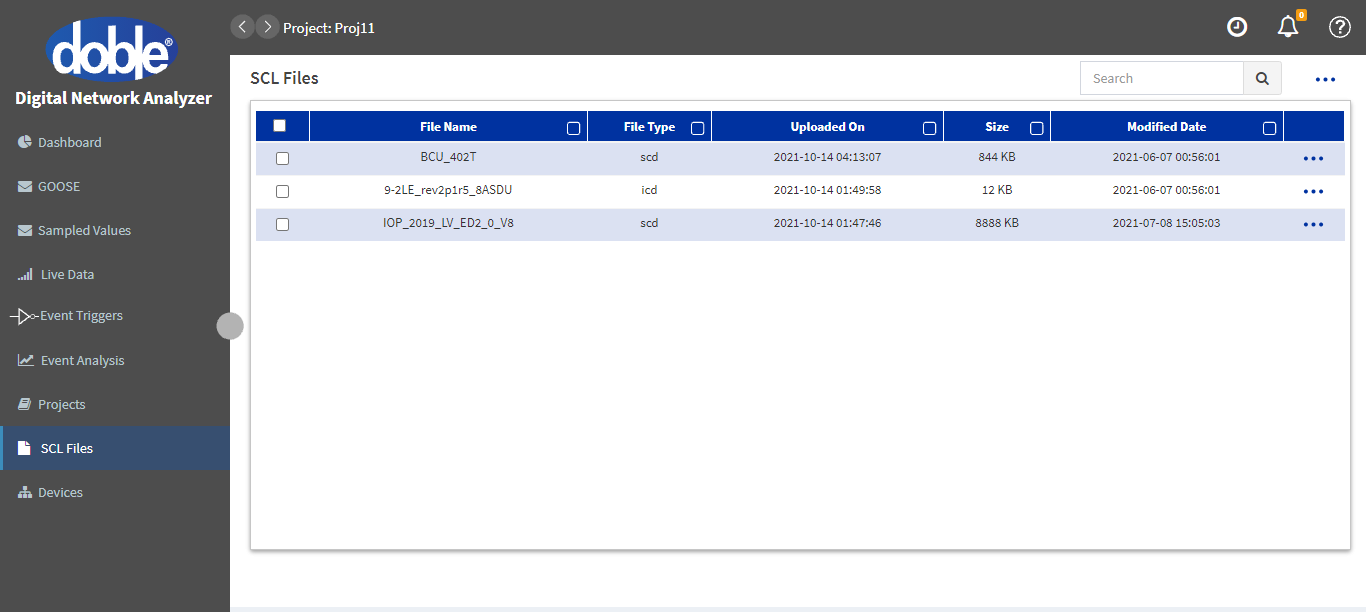 doble®
Digital Network Analyzer
Dashboard
GOOSE
Sampled Values
Live Data
Event Triggers
Event Analysis
Projects
SCL Files
Devices
Project: Proj11
0
SCL Files
Search
File Name File Type Uploaded On Size Modified Date
BCU_402T scd 2021-10-14 04:13:07 844 KB 2021-06-07 00:56:01
9-2LE_rev2p1r5_8ASDU icd 2021-10-14 01:49:58 12 KB 2021-06-07 00:56:01
IOP_2019_LV_ED2_0_V8 scd 2021-10-14 01:47:46 8888 KB 2021-07-08 15:05:03